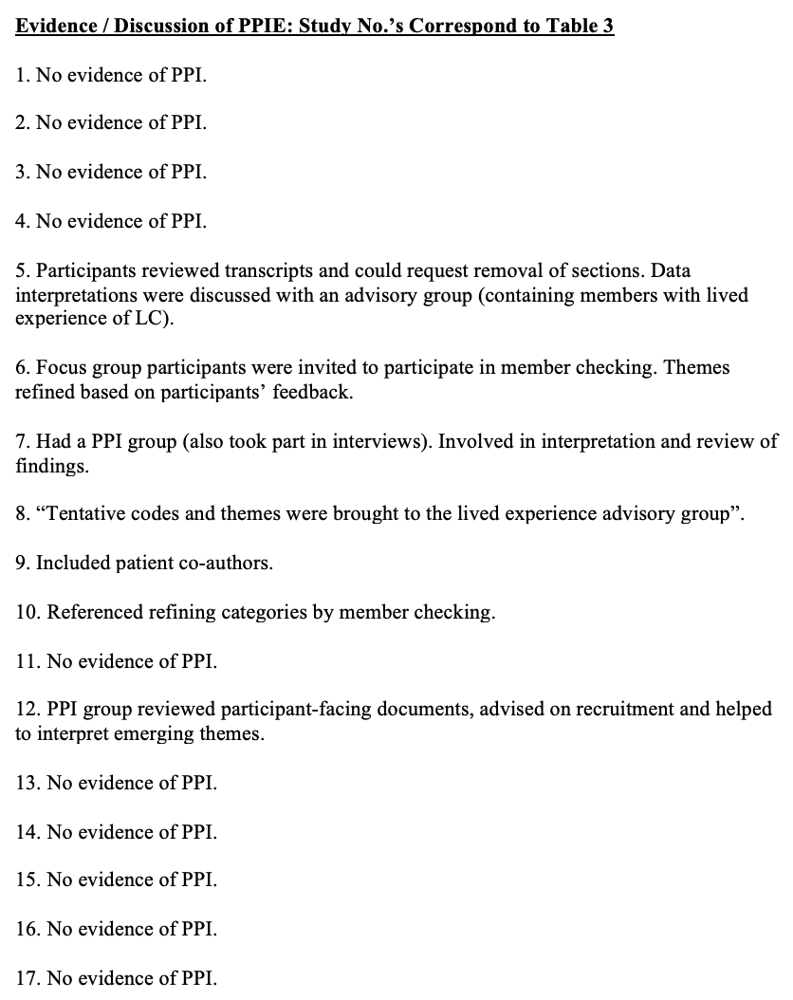 Evidence / Discussion of PPIE: Study No.’s Correspond to Table 3
1. No evidence of PPI.
2. No evidence of PPI.
3. No evidence of PPI.
4. No evidence of PPI.
5. Participants reviewed transcripts and could request removal of sections. Data
interpretations were discussed with an advisory group (containing members with lived
experience of LC).
6. Focus group participants were invited to participate in member checking. Themes
refined based on participants’ feedback.
7. Had a PPI group (also took part in interviews). Involved in interpretation and review of
findings.
8. “Tentative codes and themes were brought to the lived experience advisory group”.
9. Included patient co-authors.
10. Referenced refining categories by member checking.
11. No evidence of PPI.
12. PPI group reviewed participant-facing documents, advised on recruitment and helped
to interpret emerging themes.
13. No evidence of PPI.
14. No evidence of PPI.
15. No evidence of PPI.
16. No evidence of PPI.
17. No evidence of PPI.